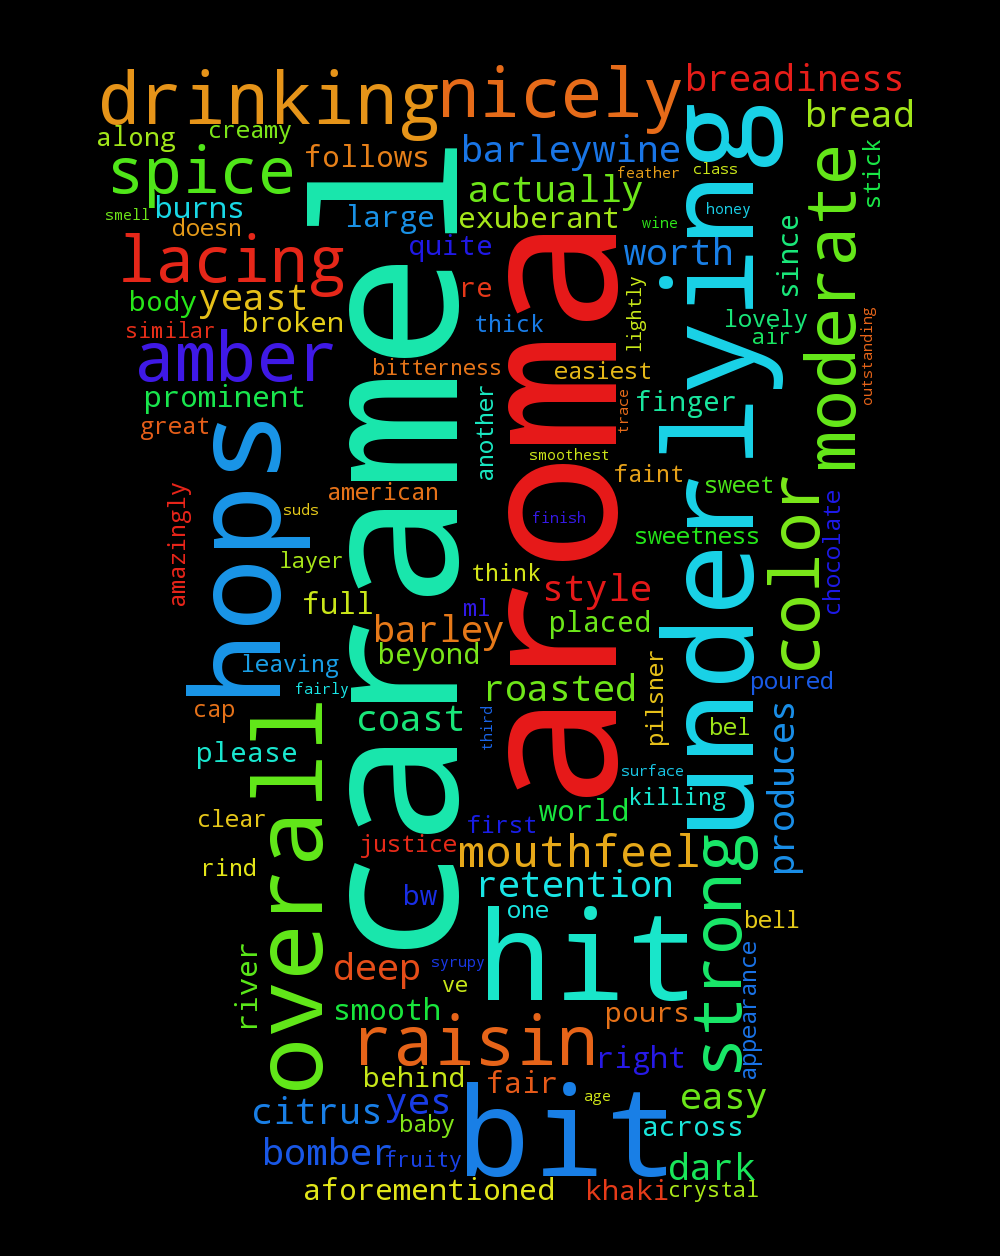 drinking
nicely
breadiness
bread
along
creamy
spice
follows
barleywine
feather
class
stick
smell
burns
doesn
large
actually
exuberant
wine
honey
lacing
quite
worth
since
moderate
caramel
aroma
underlying
body
yeast
re
lightly
similar
broken
thick
lovely
air
outstanding
amber
bitterness
easiest
prominent
another
trace
finger
great
hops
smoothest
faint
sweet
color
amazingly
american
suds
finish
sweetness
chocolate
layer
think
style
full
ml
barley
placed
leaving
beyond
fairly
roasted
pilsner
poured
cap
coast
third
bel
produces
overall
please
surface
killing
clear
first
world
rind
justice
mouthfeel
strong
bw
retention
one
bell
hit
river
deep
syrupy
ve
appearance
smooth
pours
raisin
right
behind
fair
age
easy
citrus
yes
bit
baby
across
bomber
fruity
dark
aforementioned
khaki
crystal